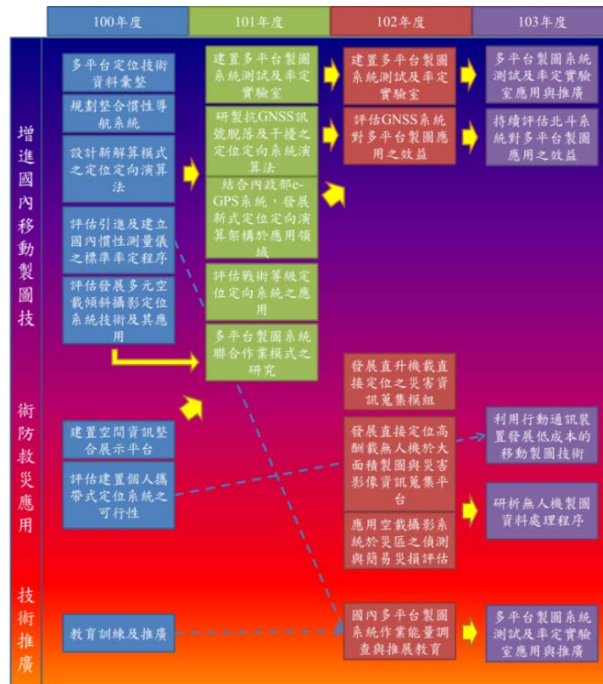 100年度
101年度
102年度
103年度
增進國內移動製圖技
術防救災應用
技術推廣
多平台定位技術
資料彙整
規劃整合慣性導
航系統
設計新解算模式
之定位定向演算
法
評估引進及建立
國內慣性測量儀
之標準率定程序
評估發展多元空
載傾斜攝影定位
系統技術及其應
用
建置空間資訊整
合展示平台
評估建置個人攜
帶式定位系統之
可行性
教育訓練及推廣
建置多平台製圖
系統測試及率定
實驗室
研製抗GNSS訊
號脫落及干擾之
定位定向系統演
算法
結合內政部e-
GPS系統，發展
新式定位定向演
算架構於應用領
域
評估戰術等級定
位定向系統之應
用
多平台製圖系統
聯合作業模式之
研究
建置多平台製圖
系統測試及率定
實驗室
評估GNSS系統
對多平台製圖應
用之效益
發展直升機載直
接定位之災害資
訊蒐集模組
發展直接定位高
酬載無人機於大
面積製圖與災害
影像資訊蒐集平
台
應用空載攝影系
統於災區之偵測
與簡易災損評估
國內多平台製圖
系統作業能量調
查與推展教育
多平台製圖系統
測試及率定實驗
室應用與推廣
持續評估北斗系
統對多平台製圖
應用之效益
利用行動通訊裝
置發展低成本的
移動製圖技術
研析無人機製圖
資料處理程序
多平台製圖系統
測試及率定實驗
室應用與推廣